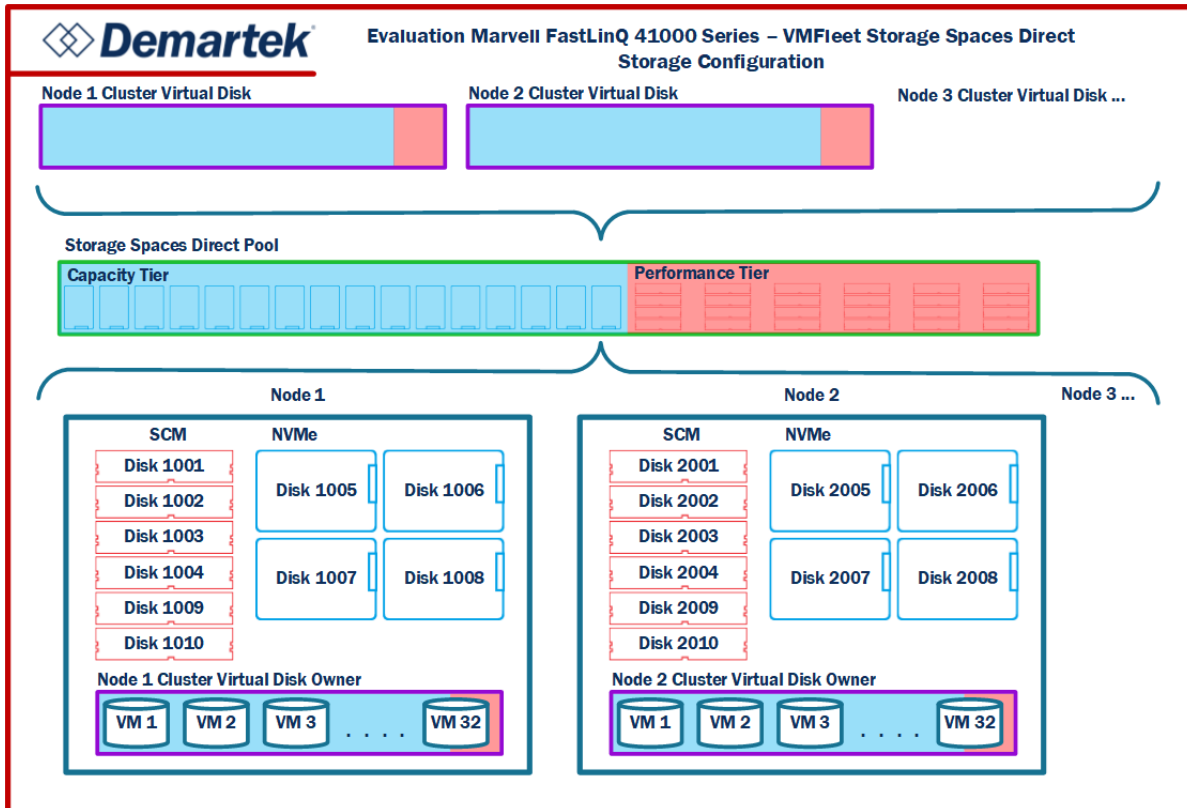 Demartek
Evaluation Marvell FastLinQ 41000 Series – VMFleet Storage Spaces Direct
Storage Configuration
Node 1 Cluster Virtual Disk
Node 2 Cluster Virtual Disk
Node 3 Cluster Virtual Disk ...
Storage Spaces Direct Pool
Capacity Tier
Performance Tier
Node 1
Node 2
Node 3 ...
SCM
NVMe
Disk 1001
Disk 1002
Disk 1003
Disk 1004
Disk 1009
Disk 1010
Disk 1005
Disk 1006
Disk 1007
Disk 1008
Node 1 Cluster Virtual Disk Owner
VM 1
VM 2
VM 3
. . . .
VM 32
SCM
NVMe
Disk 2001
Disk 2002
Disk 2003
Disk 2004
Disk 2009
Disk 2010
Disk 2005
Disk 2006
Disk 2007
Disk 2008
Node 2 Cluster Virtual Disk Owner
VM 1
VM 2
VM 3
. . . .
VM 32